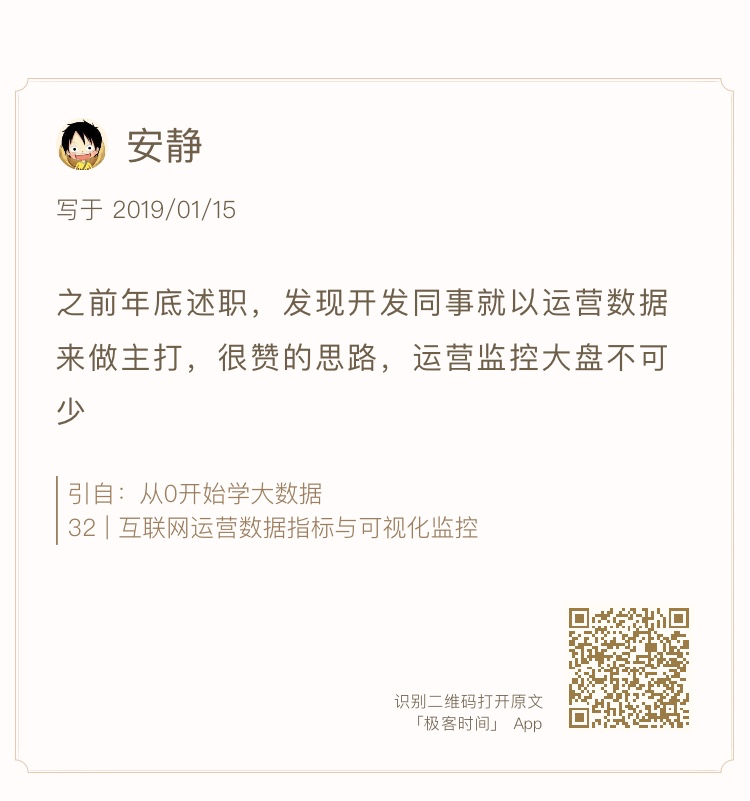 安静
写于 2019/01/15
之前年底述职，发现开发同事就以运营数据
来做主打，很赞的思路，运营监控大盘不可
少
引自：从0开始学大数据
32 | 互联网运营数据指标与可视化监控
识别二维码打开原文
「极客时间」 App